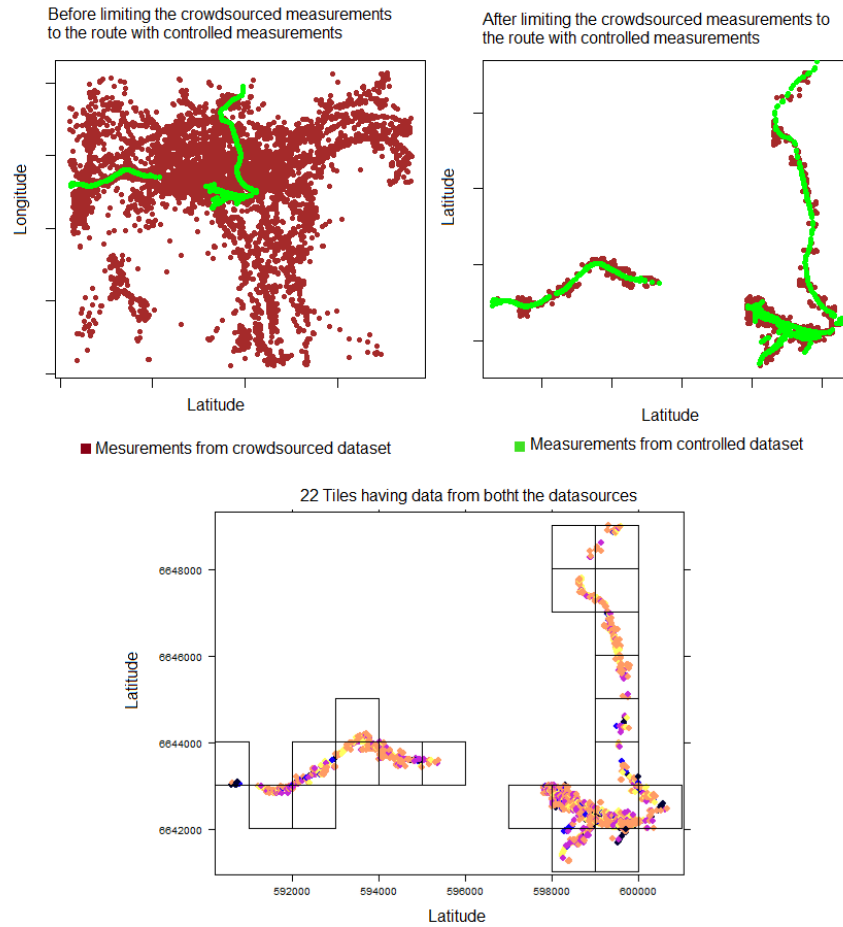 Before limiting the crowdsourced measurements
to the route with controlled measurements
Longitude
Latitude
After limiting the crowdsourced measurements to
the route with controlled measurements
Latitude
Latitude
Mesurements from crowdsourced dataset
Measurements from controlled dataset
22 Tiles having data from botht the datasources
6648000
6646000
6644000
6642000
Latitude
592000
594000
596000
598000
600000
Latitude